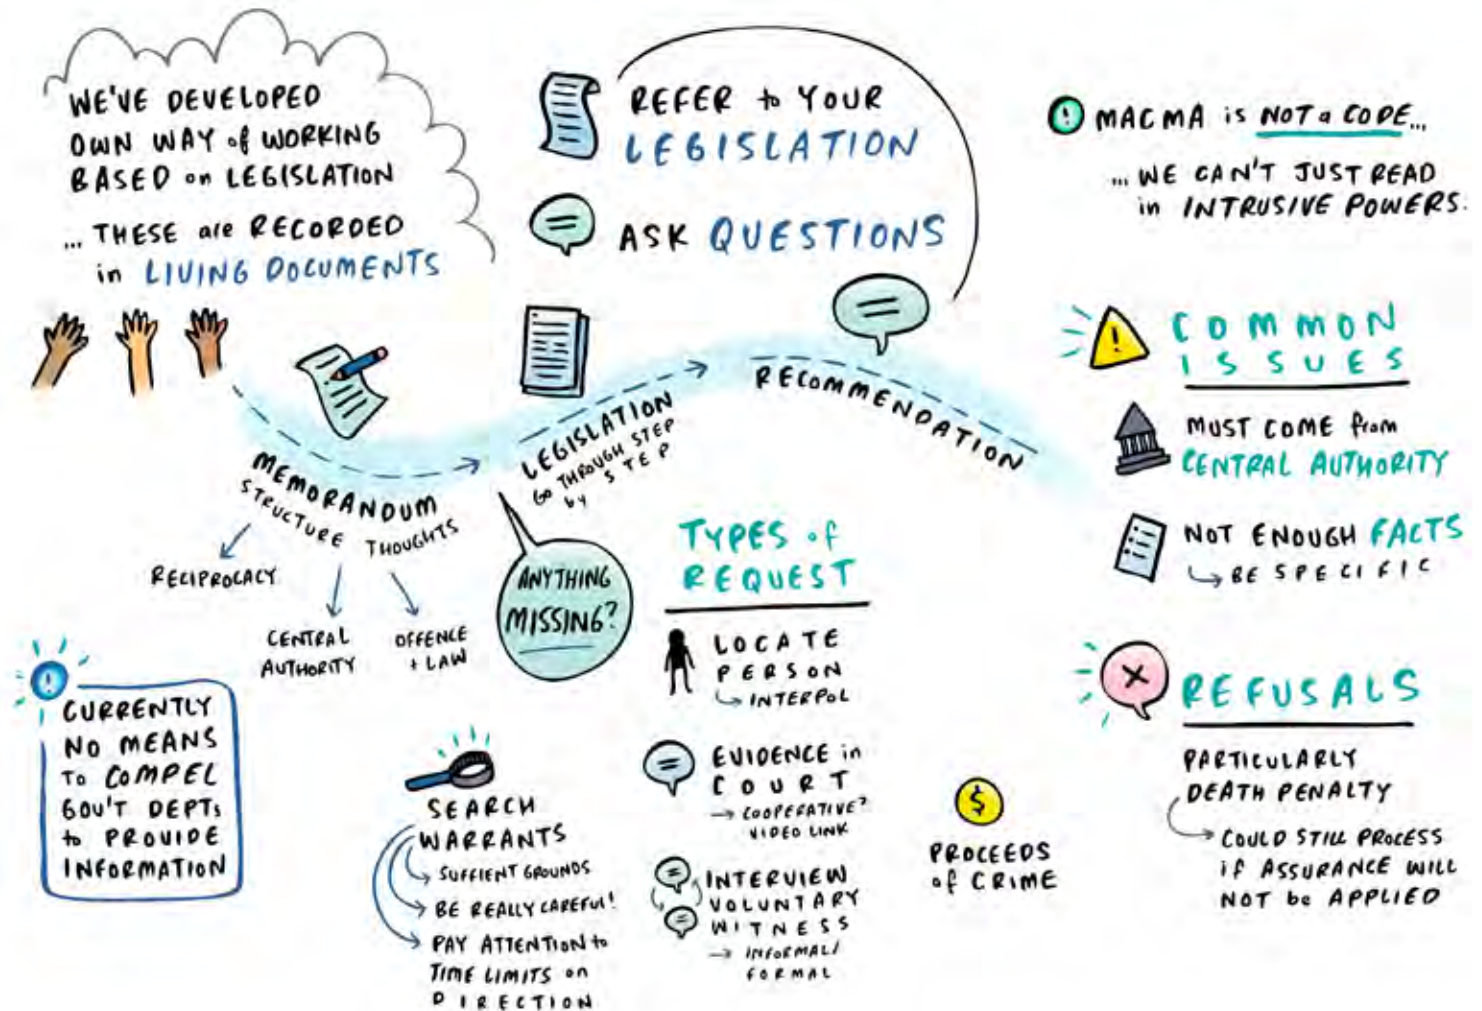 WE'VE DEVELOPED
OWN WAY of WORKING
BASED on LEGISLATION
... THESE are RECORDED
in LIVING DOCUMENTS
REFER to YOUR
LEGISLATION
ASK QUESTIONS
! MACMA is NOT a CODE...
... WE CAN'T JUST READ
in INTRUSIVE POWERS.
MEMORANDUM
STRUCTURE THOUGHTS
RECIPROCACY
CENTRAL
AUTHORITY
OFFENCE
+ LAW
LEGISLATION
GO THROUGH STEP
by STEP
ANYTHING
MISSING?
RECOMMENDATION
! COMMON
ISSUES
MUST COME from
CENTRAL AUTHORITY
NOT ENOUGH FACTS
BE SPECIFIC
TYPES of
REQUEST
LOCATE
PERSON
INTERPOL
EVIDENCE in
COURT
COOPERATIVE?
VIDEO LINK
INTERVIEW
VOLUNTARY
WITNESS
INFORMAL/
FORMAL
!
CURRENTLY
NO MEANS
To COMPEL
GOV'T DEPTs
to PROVIDE
INFORMATION
SEARCH
WARRANTS
SUFFIENT GROUNDS
BE REALLY CAREFUL!
PAY ATTENTION to
TIME LIMITS on
DIRECTION
$
PROCEEDS
of CRIME
REFUSALS
PARTICULARLY
DEATH PENALTY
COULD STILL PROCESS
if ASSURANCE WILL
NOT be APPLIED